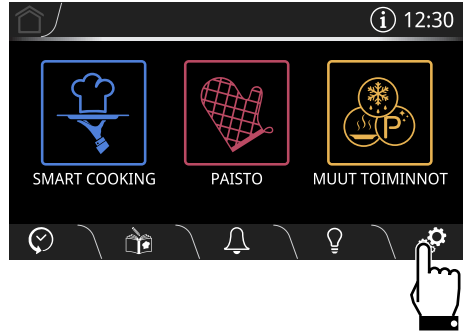 i 12:30
SMART COOKING
PAISTO
MUUT TOIMINNOT
P